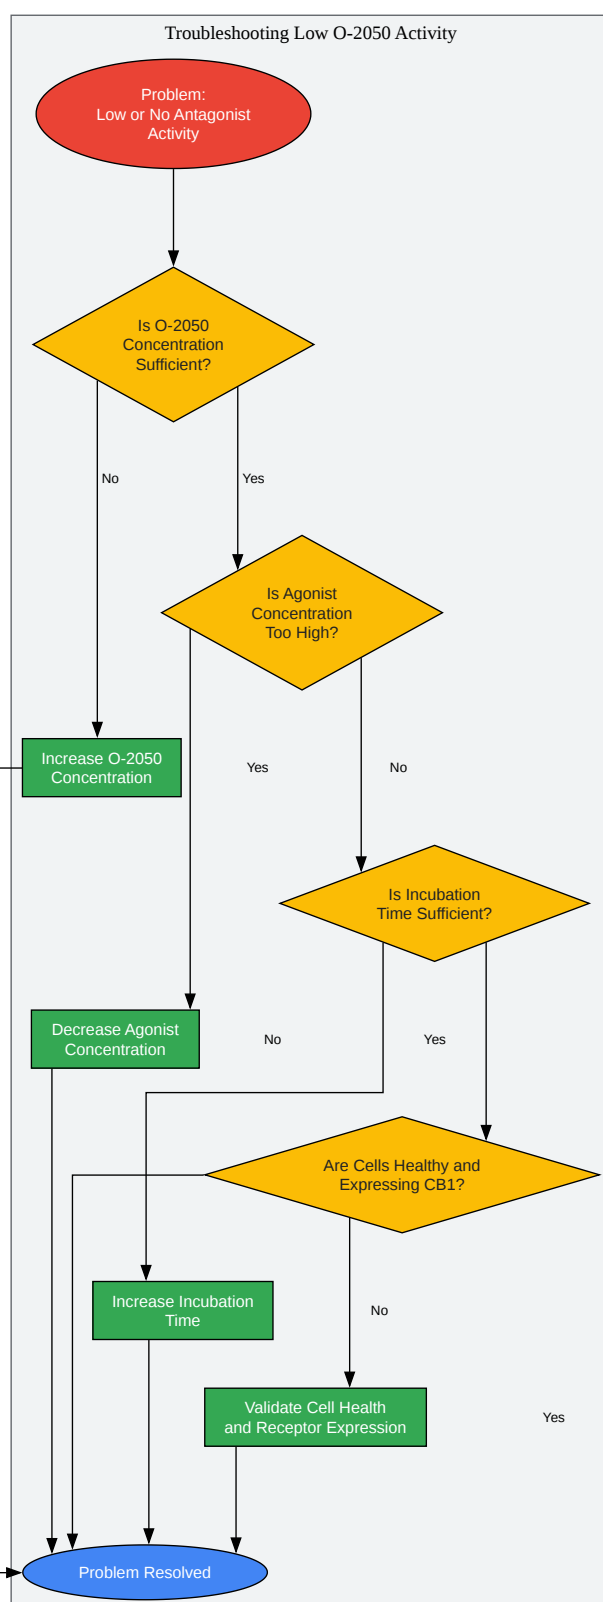 Troubleshooting Low O-2050 Activity
Problem:
Low or No Antagonist
Activity
Is O-2050
Concentration
Sufficient?
No
Yes
Is Agonist
Concentration
Too High?
Increase O-2050
Concentration
Yes
No
Is Incubation
Time Sufficient?
Decrease Agonist
Concentration
No
Yes
Are Cells Healthy and
Expressing CB1?
Increase Incubation
Time
No
Validate Cell Health
and Receptor Expression
Yes
Problem Resolved